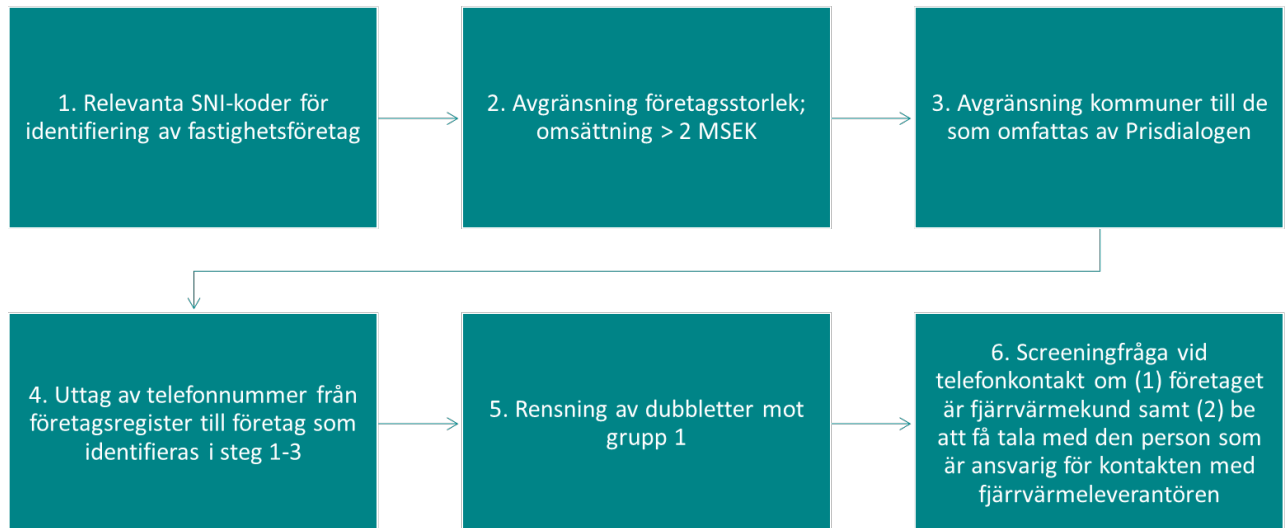 1. Relevanta SNI-koder för
identifiering av fastighetsföretag
2. Avgränsning företagsstorlek;
omsättning > 2 MSEK
3. Avgränsning kommuner till de
som omfattas av Prisdialogen
4. Uttag av telefonnummer från
företagsregister till företag som
identifieras i steg 1-3
5. Rensning av dubbletter mot
grupp 1
6. Screeningfråga vid
telefonkontakt om (1) företaget
är fjärrvärmekund samt (2) be
att få tala med den person som
är ansvarig för kontakten med
fjärrvärmeleverantören